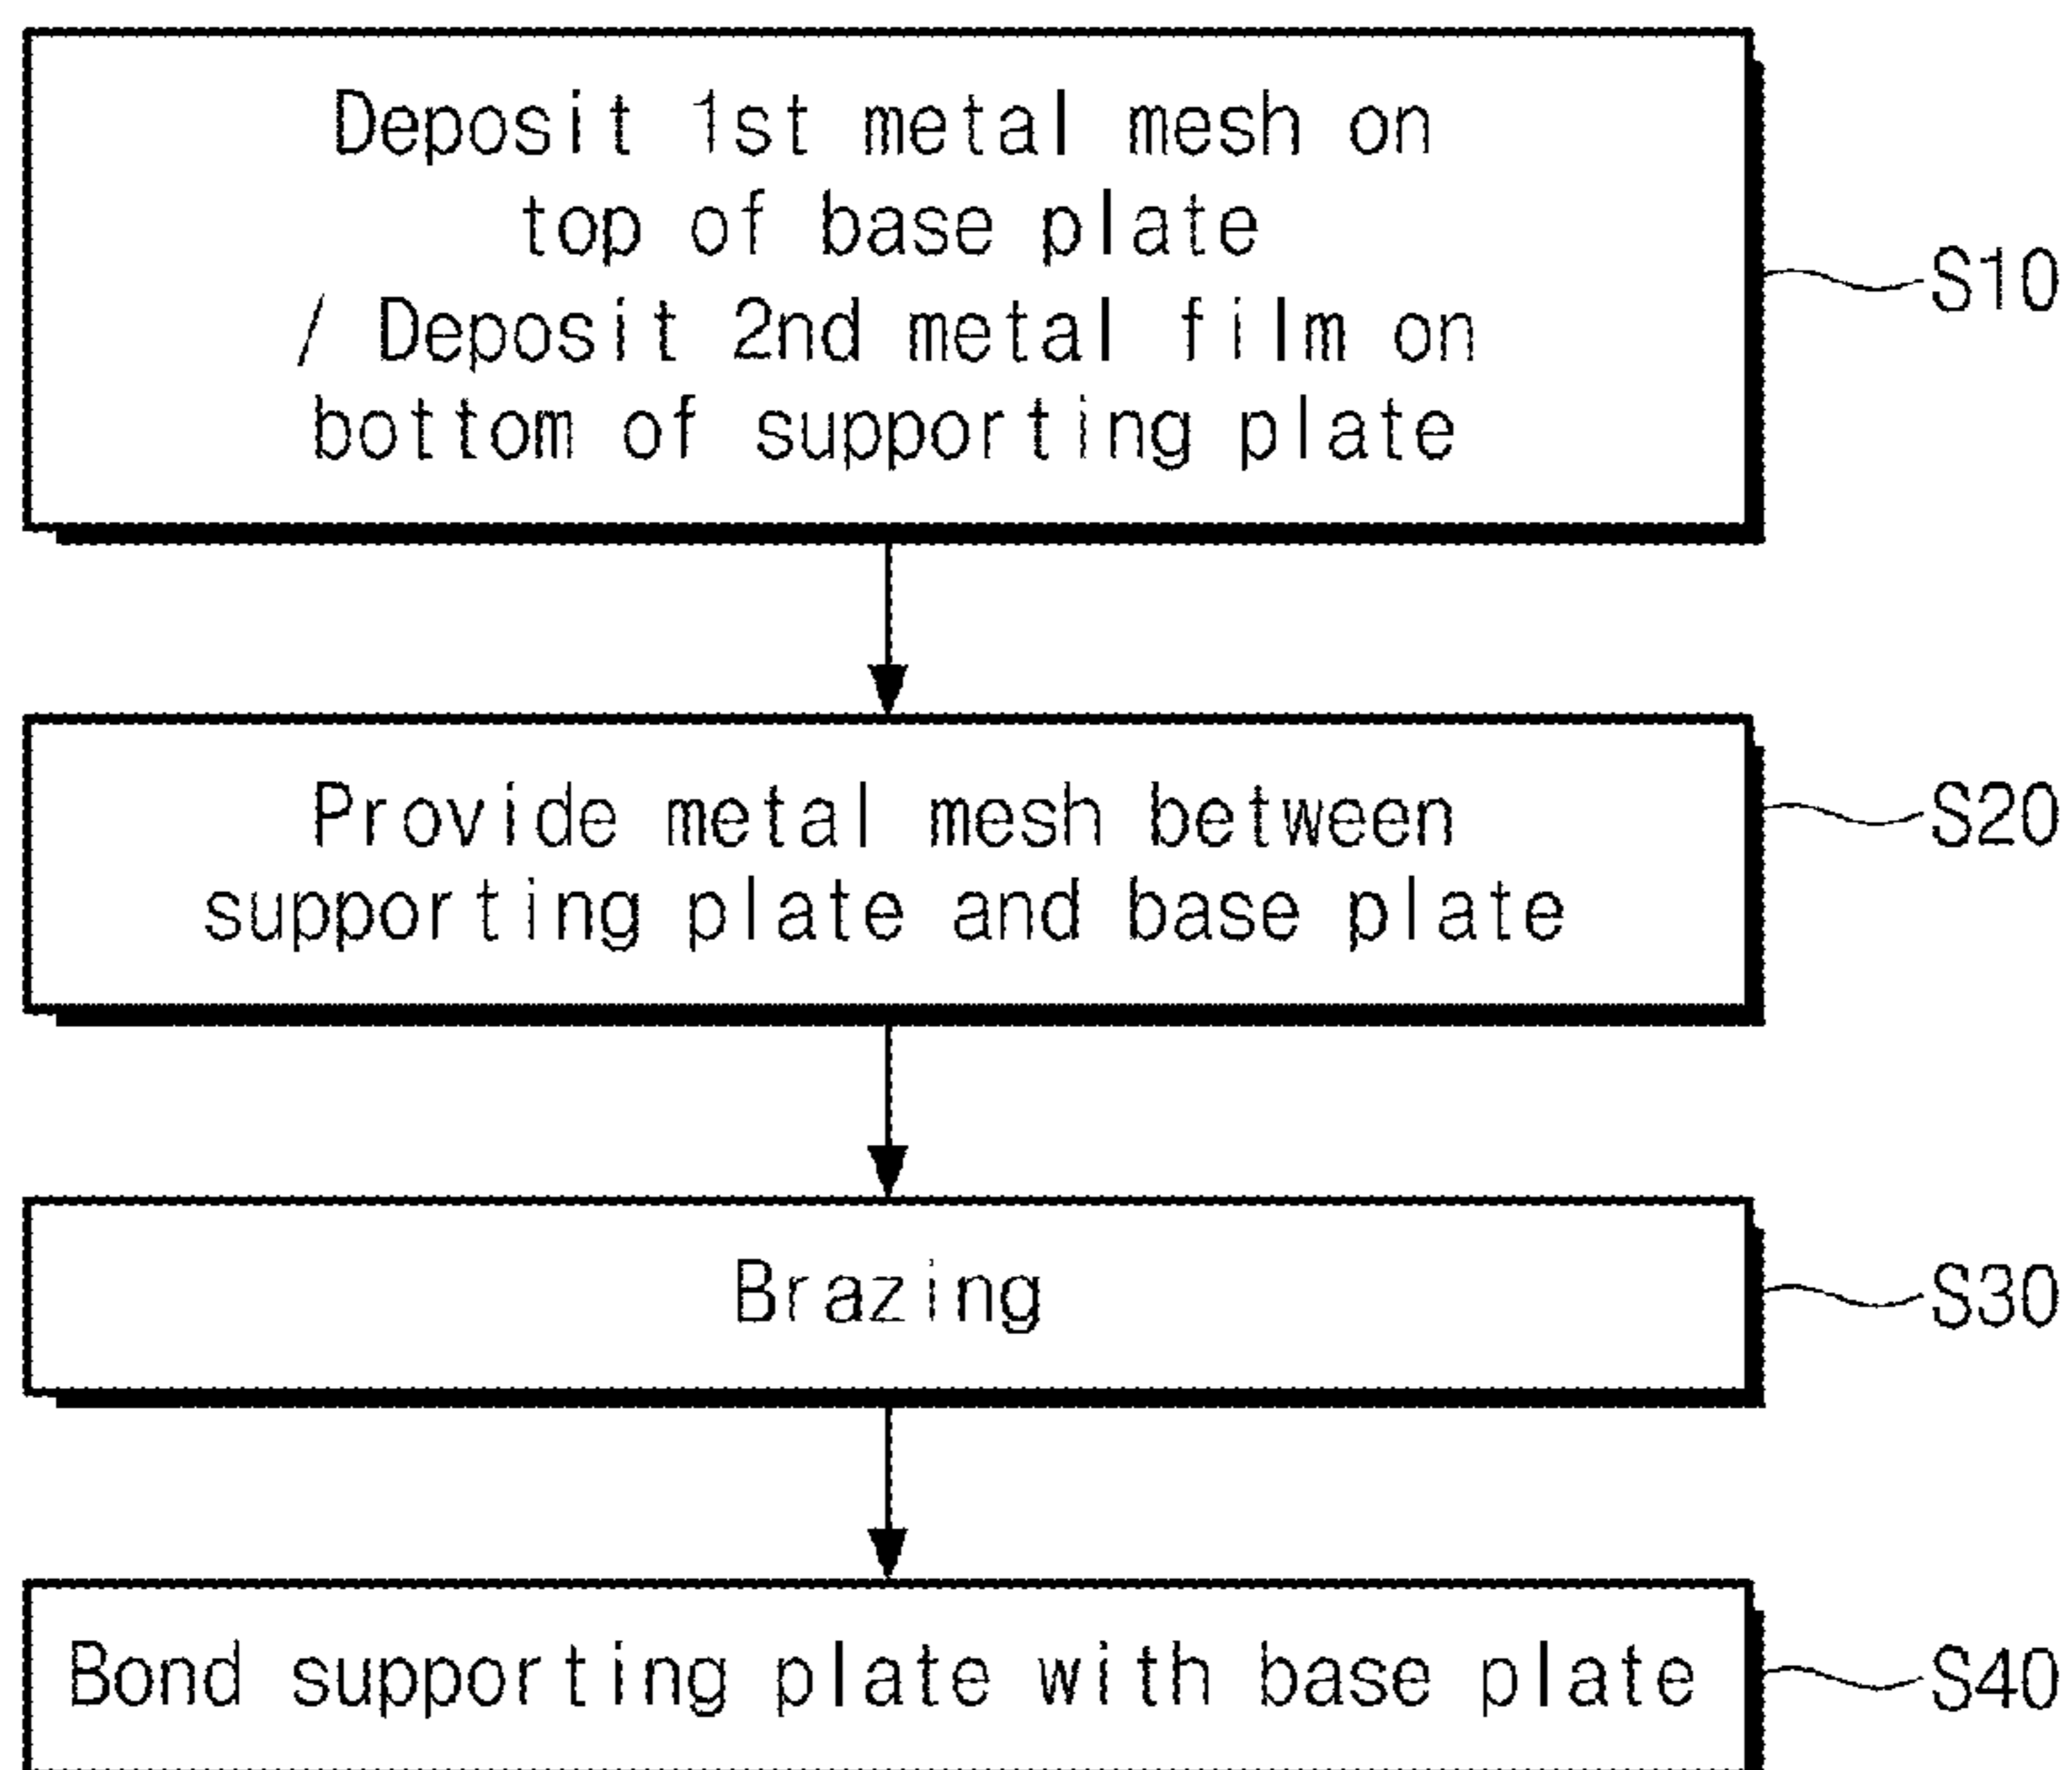 Deposit 1st metal mesh on
top of base plate
/ Deposit 2nd metal film on
bottom of supporting plate
S10
Provide metal mesh between
supporting plate and base plate
S20
Brazing
S30
Bond supporting plate with base plate
S40